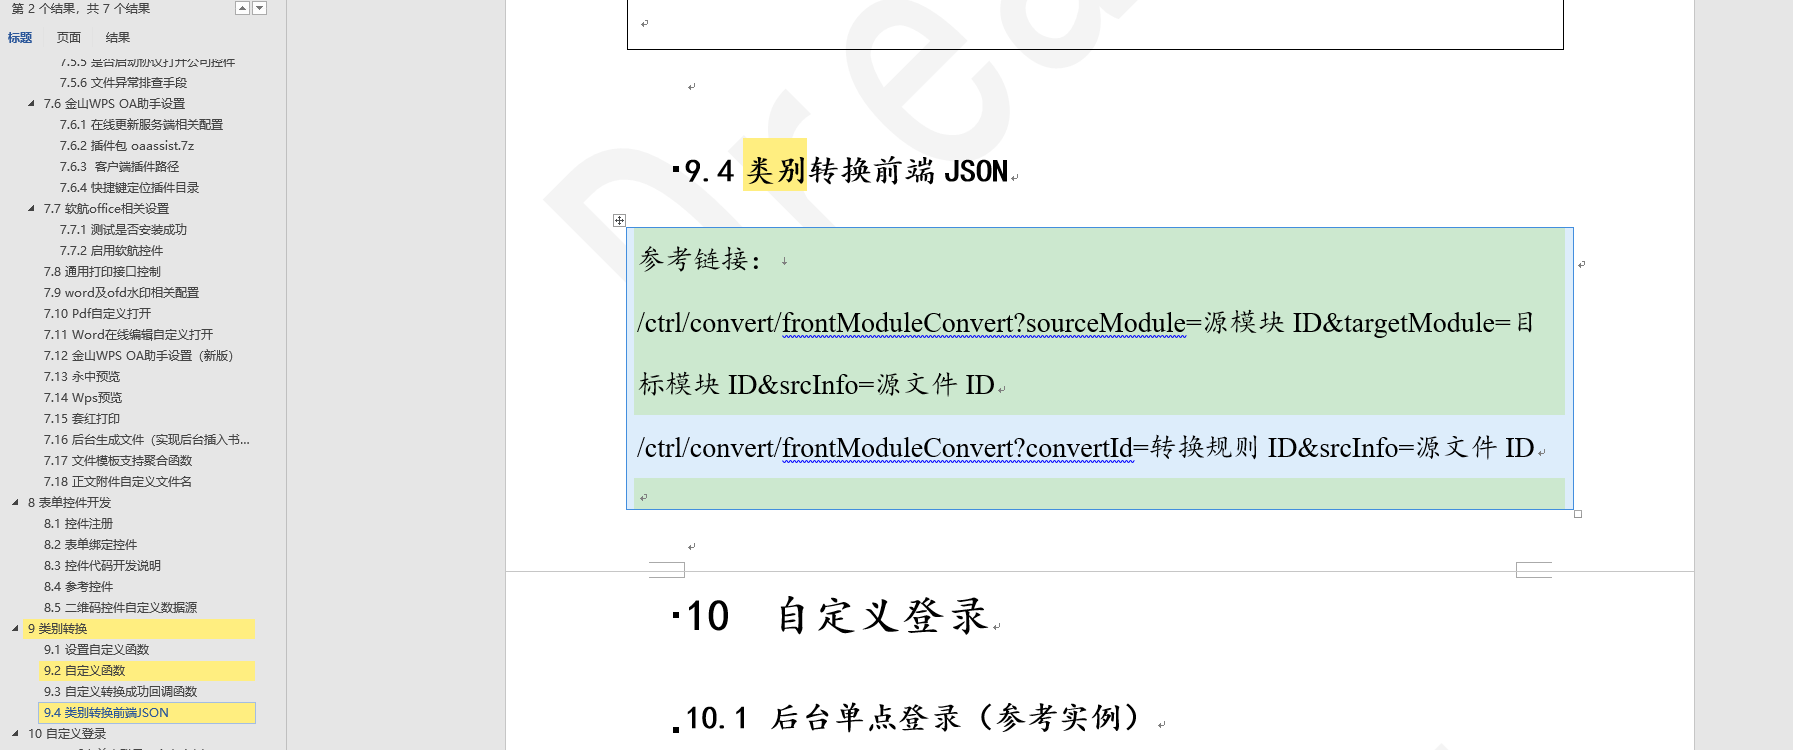 第 2 个结果，共 7 个结果
标题 页面 结果
7.5.5 是否启动协议打开公司控件
7.5.6 文件异常排查手段
7.6 金山WPS OA助手设置
7.6.1 在线更新服务端相关配置
7.6.2 插件包 oaassist.7z
7.6.3 客户端插件路径
7.6.4 快捷键定位插件目录
7.7 软航office相关设置
7.7.1 测试是否安装成功
7.7.2 启用软航控件
7.8 通用打印接口控制
7.9 word及ofd水印相关配置
7.10 Pdf自定义打开
7.11 Word在线编辑自定义打开
7.12 金山WPS OA助手设置（新版）
7.13 永中预览
7.14 Wps预览
7.15 套红打印
7.16 后台生成文件（实现后台插入书...
7.17 文件模板支持聚合函数
7.18 正文附件自定义文件名
8 表单控件开发
8.1 控件注册
8.2 表单绑定控件
8.3 控件代码开发说明
8.4 参考控件
8.5 二维码控件自定义数据源
9 类别转换
9.1 设置自定义函数
9.2 自定义函数
9.3 自定义转换成功回调函数
9.4 类别转换前端JSON
10 自定义登录
9.4 类别转换前端 JSON
参考链接：
/ctrl/convert/frontModuleConvert?sourceModule=源模块 ID&targetModule=目
标模块 ID&srcInfo=源文件 ID
/ctrl/convert/frontModuleConvert?convertId=转换规则 ID&srcInfo=源文件 ID
10 自定义登录
10.1 后台单点登录（参考实例）